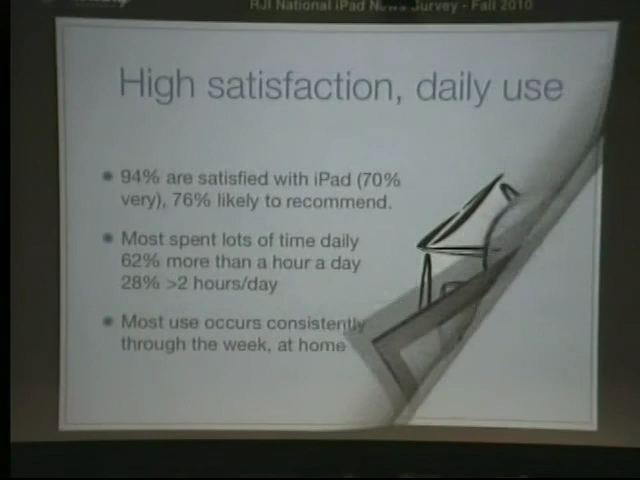 RJI National iPad News Survey - Fall 2010
High satisfaction, daily use
94% are satisfied with iPad (70%
very), 76% likely to recommend.
Most spent lots of time daily
62% more than a hour a day
28% >2 hours/day
Most use occurs consistently
through the week, at home